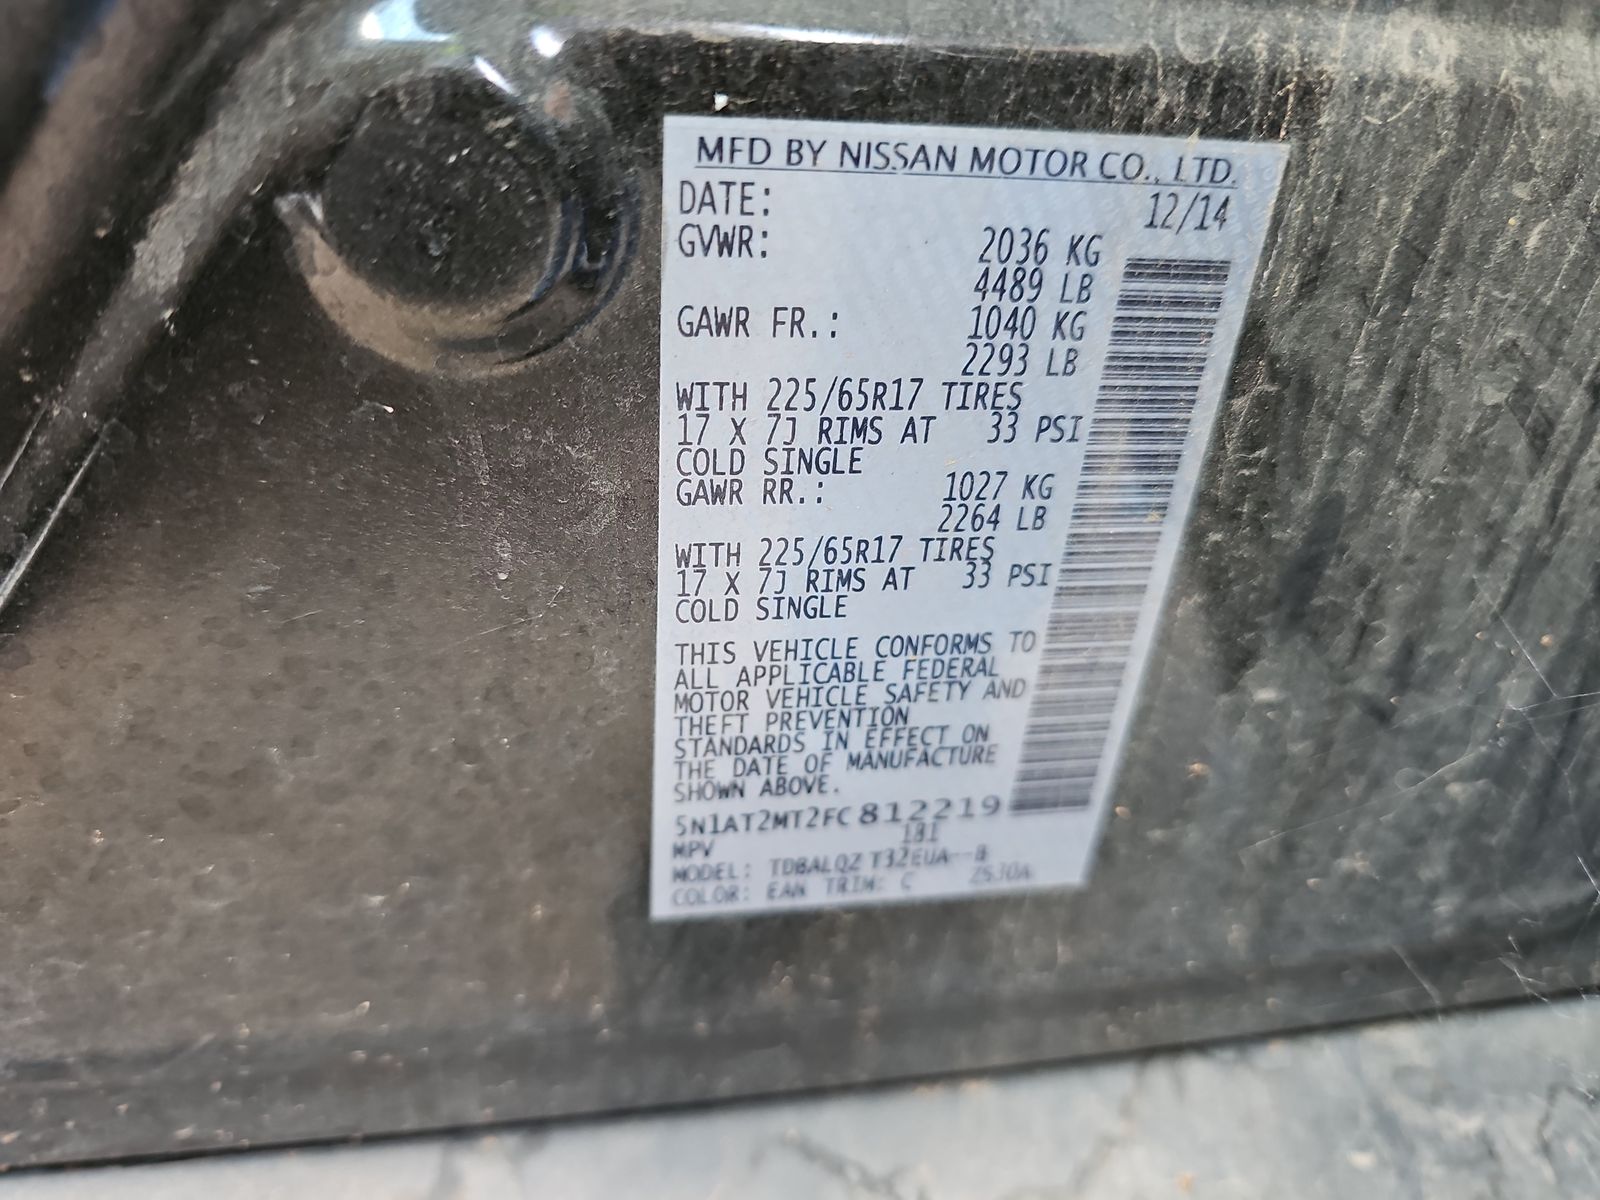 MFD BY NISSAN MOTOR CO., LTD.
DATE: 12/14
GVWR: 2036 KG
4489 LB
GAWR FR.: 1040 KG
2293 LB
WITH 225/65R17 TIRES
17 X 7J RIMS AT 33 PSI
COLD SINGLE
GAWR RR.: 1027 KG
2264 LB
WITH 225/65R17 TIRES
17 X 7J RIMS AT 33 PSI
COLD SINGLE
THIS VEHICLE CONFORMS TO
ALL APPLICABLE FEDERAL
MOTOR VEHICLE SAFETY AND
THEFT PREVENTION
STANDARDS IN EFFECT ON
THE DATE OF MANUFACTURE
SHOWN ABOVE.
5N1AT2MT2FC812219
MPV 181
MODEL: T32EUA
COLOR: EAN TRIM: C